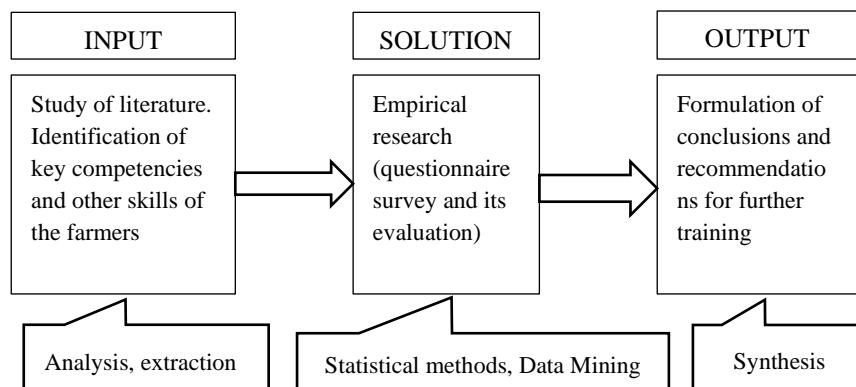 INPUT
SOLUTION
OUTPUT
Study of literature.
Identification of
key competencies
and other skills of
the farmers
Empirical
research
(questionnaire
survey and its
evaluation)
Formulation of
conclusions and
recommendatio
ns for further
training
Analysis, extraction
Statistical methods, Data Mining
Synthesis